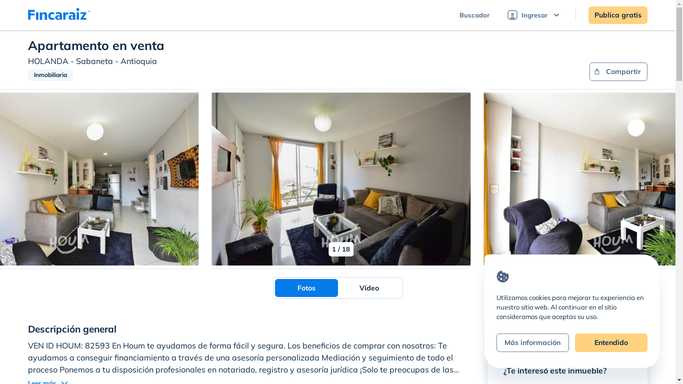 Fincaraiz
Buscador
Ingresar
Publica gratis
Apartamento en venta
HOLANDA - Sabaneta - Antioquia
Inmobiliaria
Compartir
HOUM
HOUM
HOUM
1 / 18
Fotos
Video
Descripción general
VEN ID HOUM: 82593 En Houm te ayudamos de forma fácil y segura. Los beneficios de comprar con nosotros: Te
ayudamos a conseguir financiamiento a través de una asesoría personalizada Mediación y seguimiento de todo el
proceso Ponemos a tu disposición profesionales en notariado, registro y asesoría jurídica ¡Solo te preocupas de las...
Leer más
Utilizamos cookies para mejorar tu experiencia en
nuestro sitio web. Al continuar en el sitio
consideramos que aceptas su uso.
Más información
Entendido
¿Te interesó este inmueble?